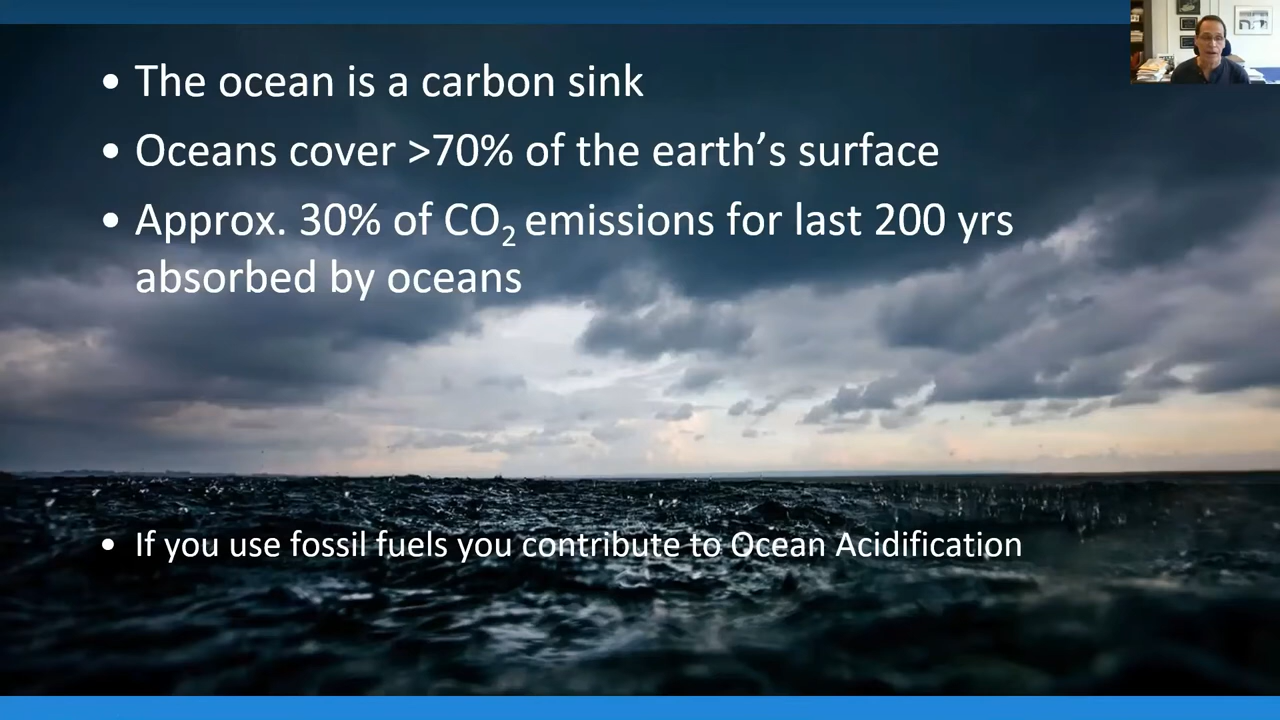 • The ocean is a carbon sink
• Oceans cover >70% of the earth’s surface
• Approx. 30% of CO₂ emissions for last 200 yrs
absorbed by oceans
• If you use fossil fuels you contribute to Ocean Acidification